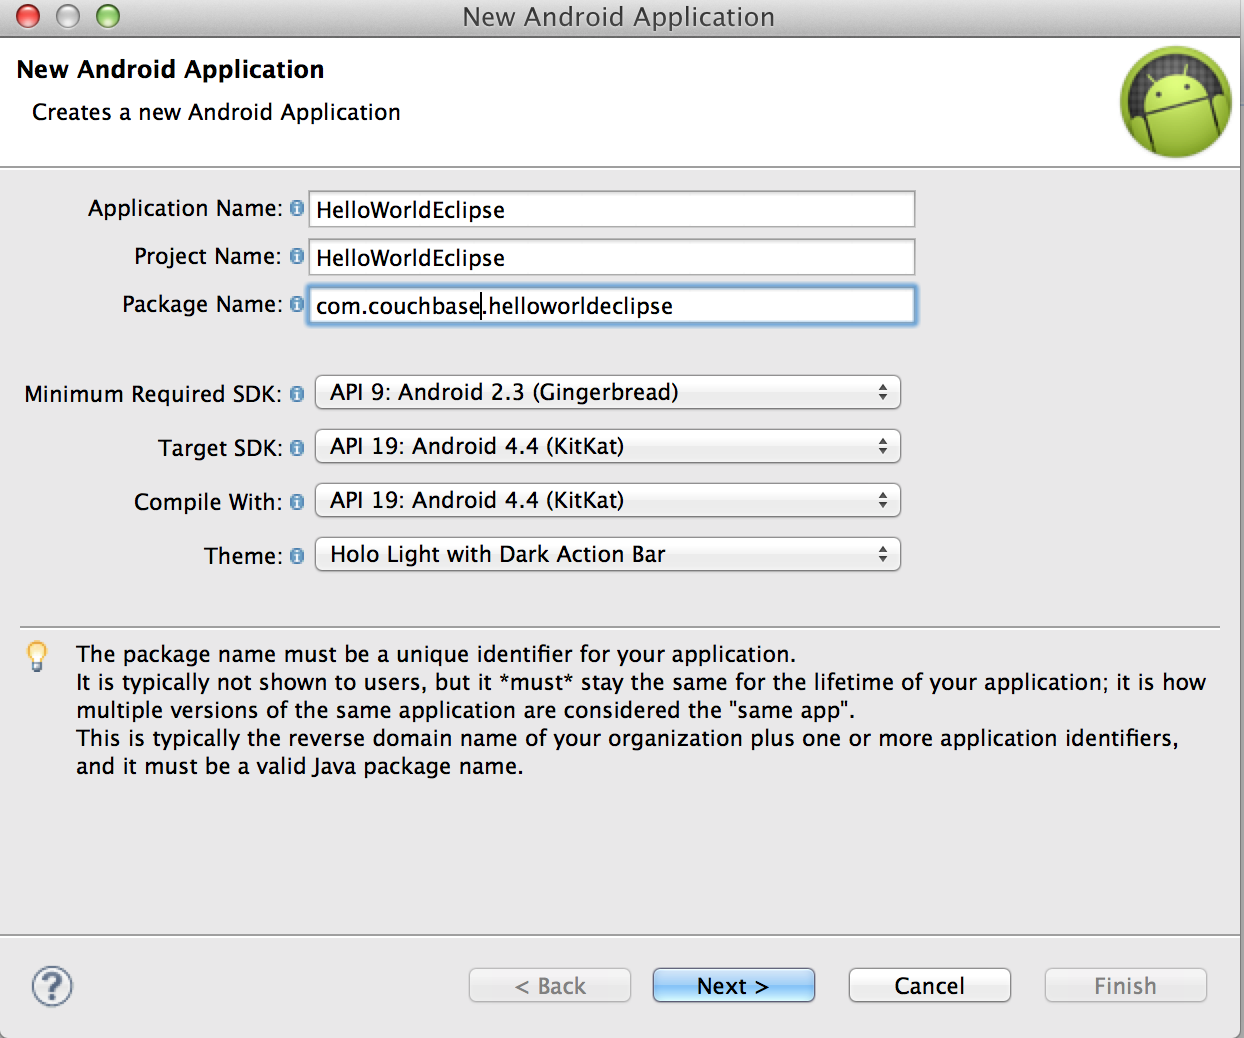 New Android Application
New Android Application
Creates a new Android Application
Application Name: HelloWorldEclipse
Project Name: HelloWorldEclipse
Package Name: com.couchbase.helloworldeclipse
Minimum Required SDK: API 9: Android 2.3 (Gingerbread)
Target SDK: API 19: Android 4.4 (KitKat)
Compile With: API 19: Android 4.4 (KitKat)
Theme: Holo Light with Dark Action Bar
The package name must be a unique identifier for your application.
It is typically not shown to users, but it *must* stay the same for the lifetime of your application; it is how
multiple versions of the same application are considered the "same app".
This is typically the reverse domain name of your organization plus one or more application identifiers,
and it must be a valid Java package name.
? < Back Next > Cancel Finish